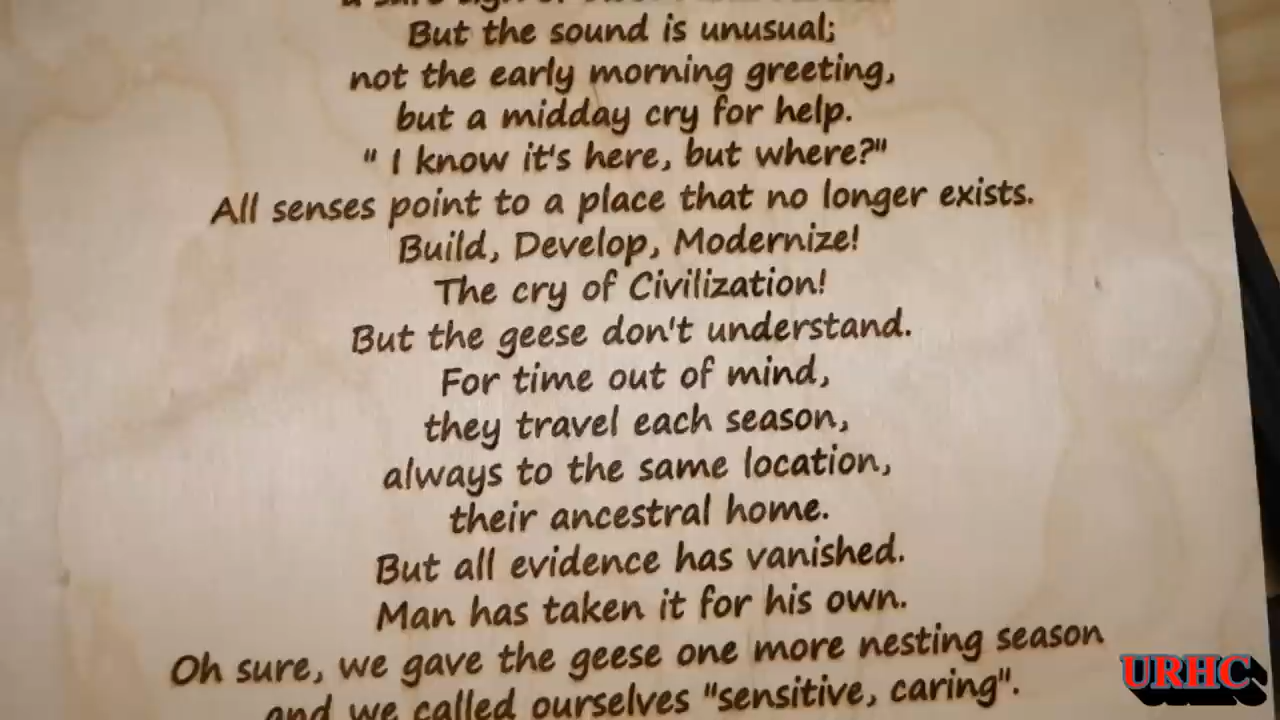 But the sound is unusual;
not the early morning greeting,
but a midday cry for help.
" I know it's here, but where?"
All senses point to a place that no longer exists.
Build, Develop, Modernize!
The cry of Civilization!
But the geese don't understand.
For time out of mind,
they travel each season,
always to the same location,
their ancestral home.
But all evidence has vanished.
Man has taken it for his own.
Oh sure, we gave the geese one more nesting season
and we called ourselves "sensitive, caring".
URHC